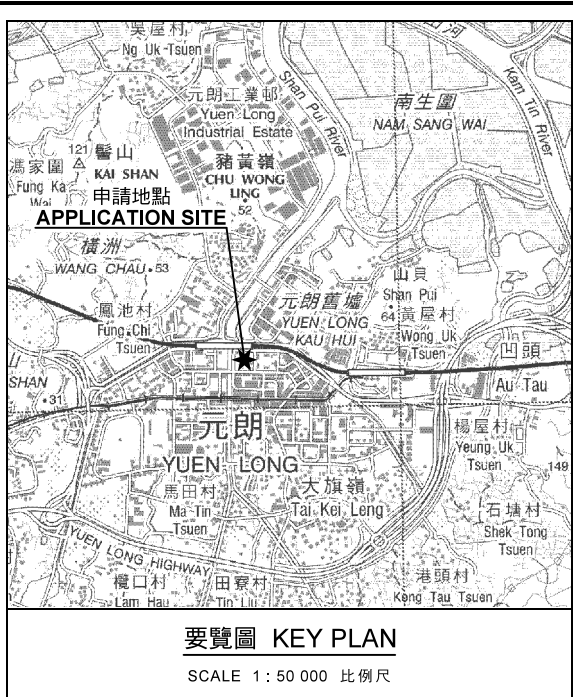 吳屋村
Ng Uk Tsuen
元朗工業邨
Yuen Long
Industrial Estate
Shan Pui River
山河
Kam Tin River
南生圍
NAM SANG WAI
121
髻山
KAI SHAN
馮家圍
Fung Ka
Wai
豬黃嶺
CHU WONG
LING
52
申請地點
APPLICATION SITE
橫洲
WANG CHAU
53
鳳池村
Fung Chi
Tsuen
元朗舊墟
YUEN LONG
KAU HUI
山貝
Shan Pui
64
黃屋村
Wong Uk
Tsuen
凹頭
Au Tau
山
SHAN
31
元朗
YUEN LONG
楊屋村
Yeung Uk
Tsuen
149
馬田村
Ma Tin
Tsuen
大旗嶺
Tai Kei Leng
石塘村
Shek Tong
Tsuen
YUEN LONG HIGHWAY
欖口村
Lam Hau
田寮村
Tin Liu
港頭村
Kong Tau Tsuen
要覽圖 KEY PLAN
SCALE 1 : 50 000 比例尺